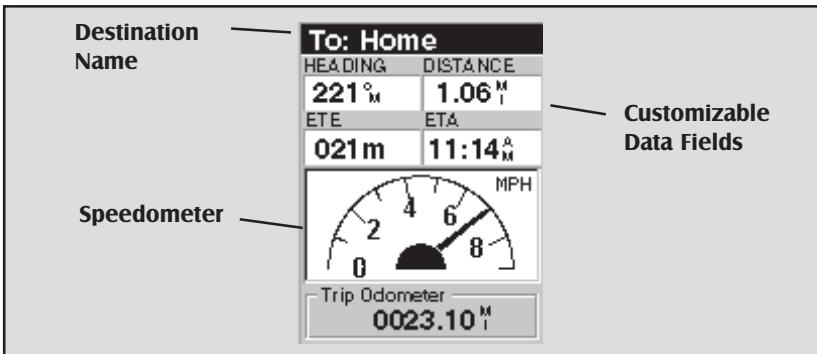 Destination
Name
To: Home
HEADING DISTANCE
221°M 1.06 MI
ETE ETA
021m 11:14 AM
Customizable
Data Fields
Speedometer
MPH
0 2 4 6 8
Trip Odometer
0023.10 MI